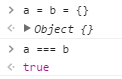 > a = b = {}
< ▶ Object {}
> a === b
< true